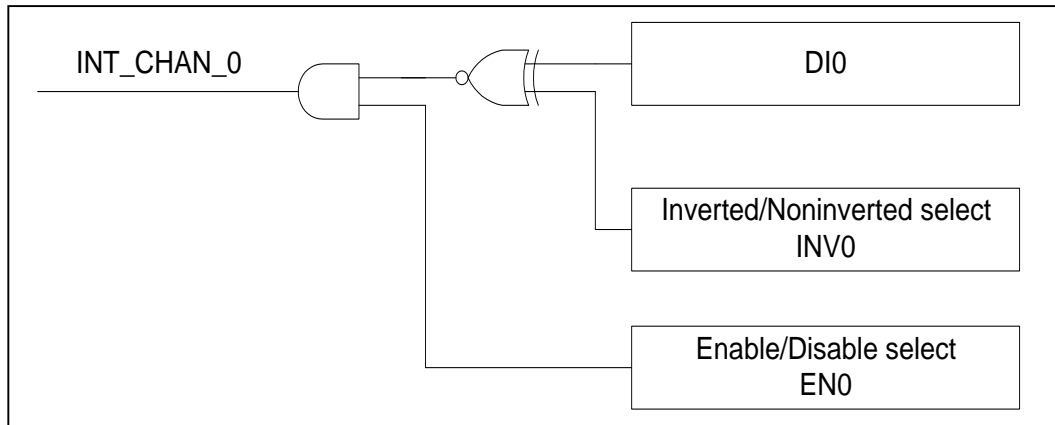 INT_CHAN_0
DI0
Inverted/Noninverted select
INV0
Enable/Disable select
EN0